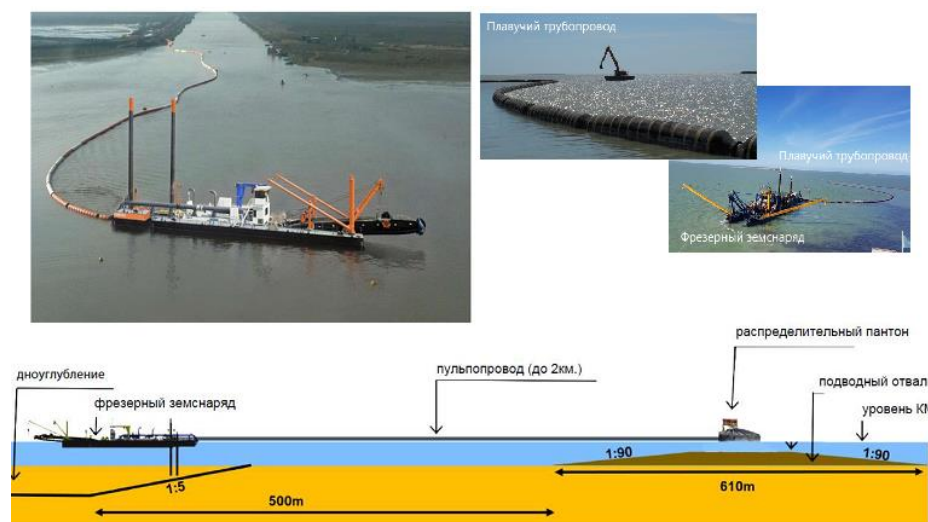 Плавучий трубопровод
Плавучий трубопровод
Фрезерный земснаряд
распределительный пантон
дноуглубление
пульпопровод (до 2км.)
подводный отвал
фрезерный земснаряд
уровень КМ
1:90
1:90
1:5
500m
610m